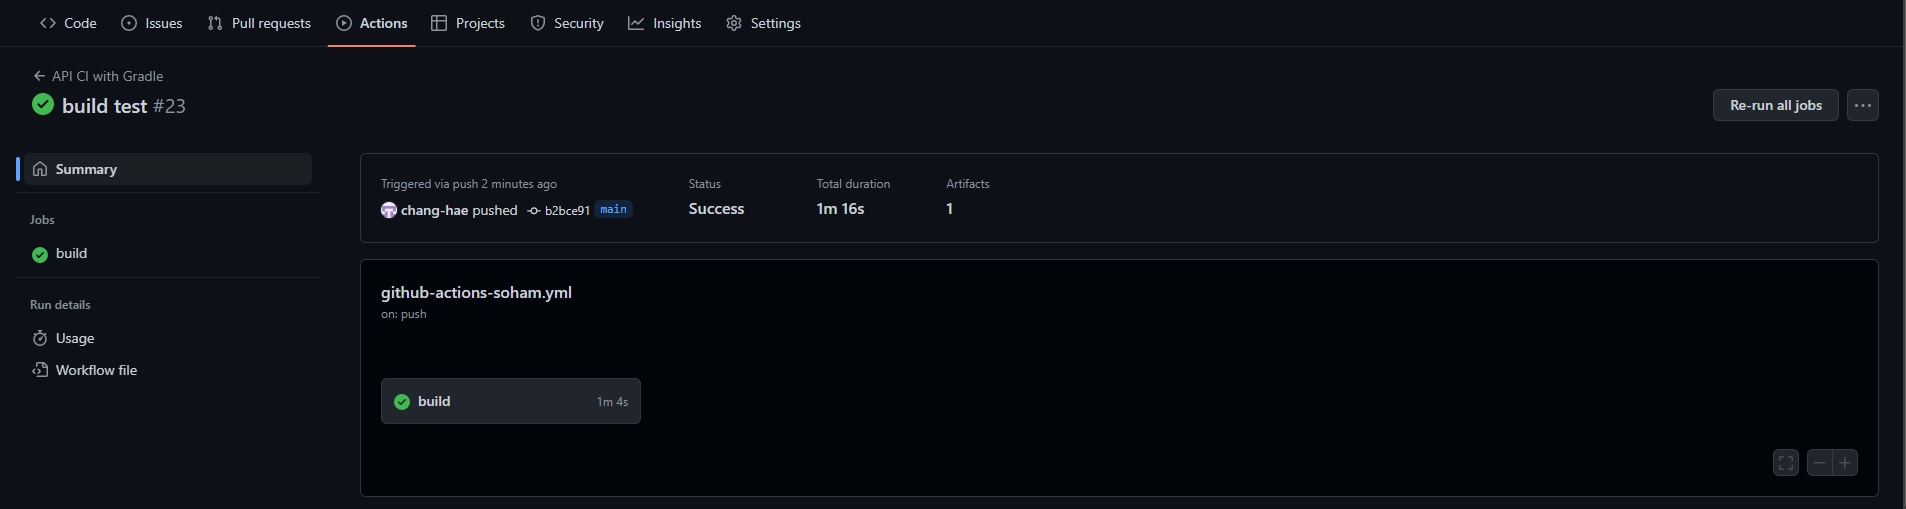 Code Issues Pull requests Actions Projects Security Insights Settings
API CI with Gradle
build test #23
Re-run all jobs
Summary
Jobs
build
Run details
Usage
Workflow file
Triggered via push 2 minutes ago
chang-hae pushed b2bce91 main
Status
Success
Total duration
1m 16s
Artifacts
1
github-actions-soham.yml
on: push
build 1m 4s